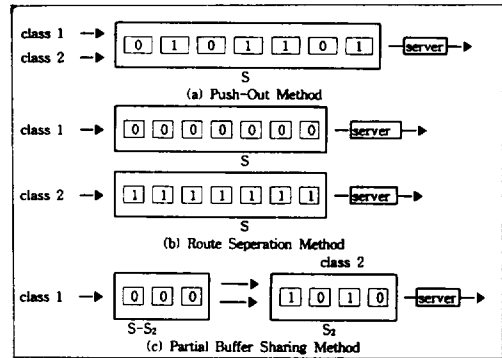 class 1
class 2
0 1 0 1 1 0 1
server
S
(a) Push-Out Method
class 1
0 0 0 0 0 0 0
server
S
class 2
1 1 1 1 1 1 1
server
S
(b) Route Seperation Method
class 2
class 1
0 0 0
1 0 1 0
server
S-S₂
S₂
(c) Partial Buffer Sharing Method